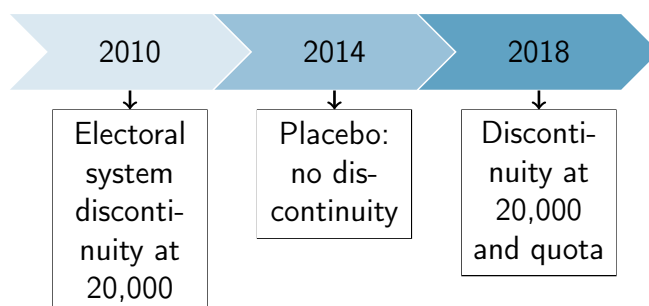 2010
2014
2018
Electoral
system
disconti-
nuity at
20,000
Placebo:
no dis-
continuity
Disconti-
nuity at
20,000
and quota